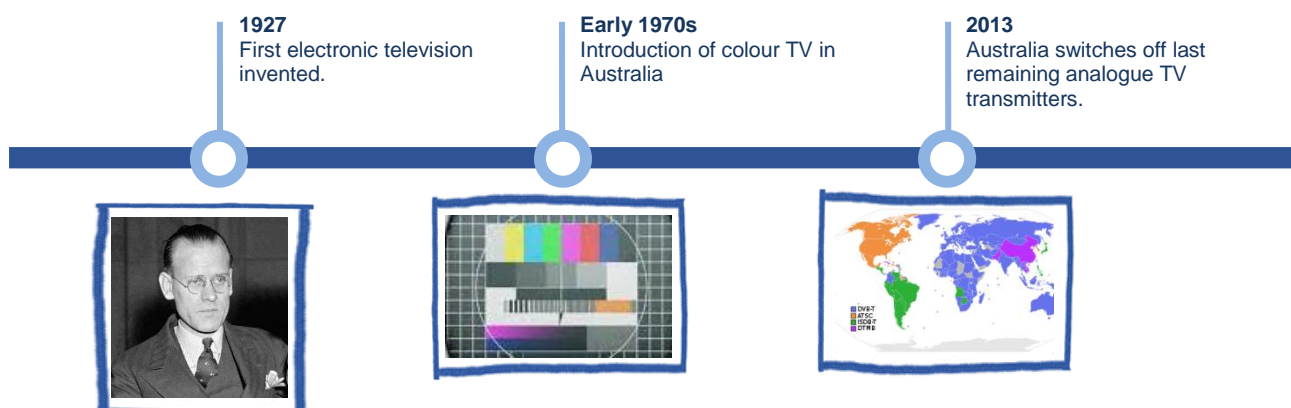 1927
First electronic television
invented.
Early 1970s
Introduction of colour TV in
Australia
2013
Australia switches off last
remaining analogue TV
transmitters.
DVB-T
ATSC
ISDB-T
DTMB